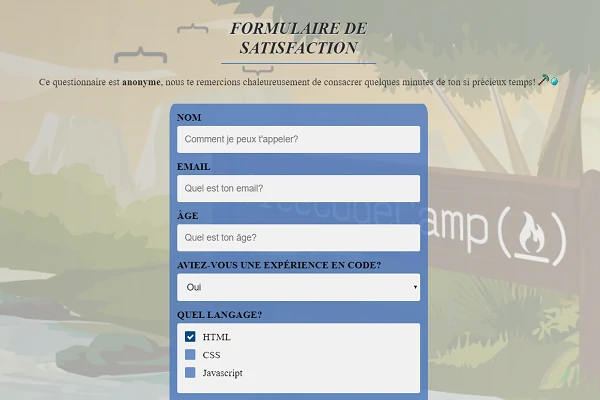 FORMULAIRE DE
SATISFACTION
Ce questionnaire est anonyme, nous te remercions chaleureusement de consacrer quelques minutes de ton si précieux temps!
NOM
Comment je peux t'appeler?
EMAIL
Quel est ton email?
freeCodeCamp(
ÂGE
Quel est ton âge?
AVIEZ-VOUS UNE EXPÉRIENCE EN CODE?
Oui
QUEL LANGAGE?
HTML
CSS
Javascript